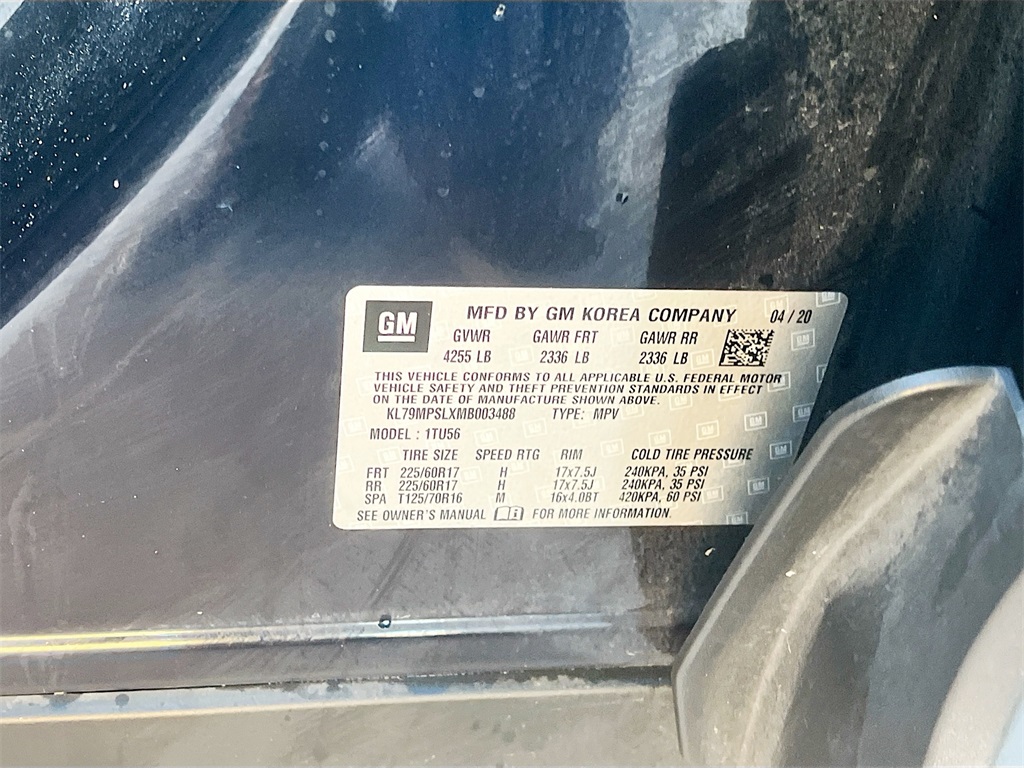 GM MFD BY GM KOREA COMPANY 04 / 20
GVWR GAWR FRT GAWR RR
4255 LB 2336 LB 2336 LB
THIS VEHICLE CONFORMS TO ALL APPLICABLE U.S. FEDERAL MOTOR
VEHICLE SAFETY AND THEFT PREVENTION STANDARDS IN EFFECT
ON THE DATE OF MANUFACTURE SHOWN ABOVE.
KL79MPSLXMB003488 TYPE: MPV
MODEL : 1TU56
TIRE SIZE SPEED RTG RIM COLD TIRE PRESSURE
FRT 225/60R17 H 17x7.5J 240KPA, 35 PSI
RR 225/60R17 H 17x7.5J 240KPA, 35 PSI
SPA T125/70R16 M 16x4.0BT 420KPA, 60 PSI
SEE OWNER'S MANUAL FOR MORE INFORMATION.